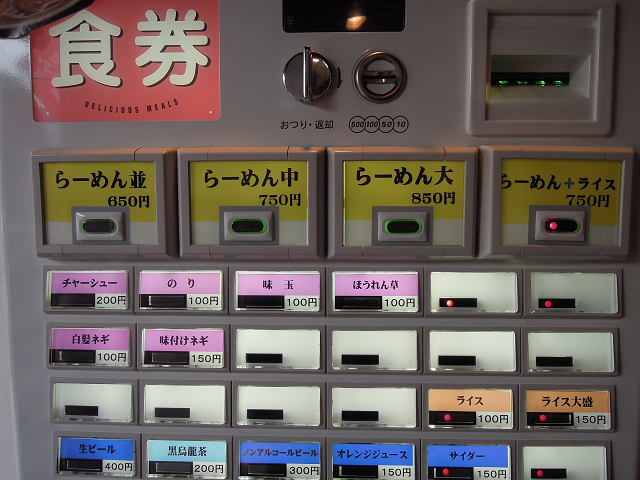 食券
DELICIOUS MEALS
おつり・返却
500 100 50 10
らーめん並
650円
らーめん中
750円
らーめん大
850円
らーめん+ライス
750円
チャーシュー
200円
のり
100円
味玉
100円
ほうれん草
100円
白髪ネギ
100円
味付けネギ
150円
ライス
100円
ライス大盛
150円
生ビール
400円
黒烏龍茶
200円
ノンアルコールビール
300円
オレンジジュース
150円
サイダー
150円